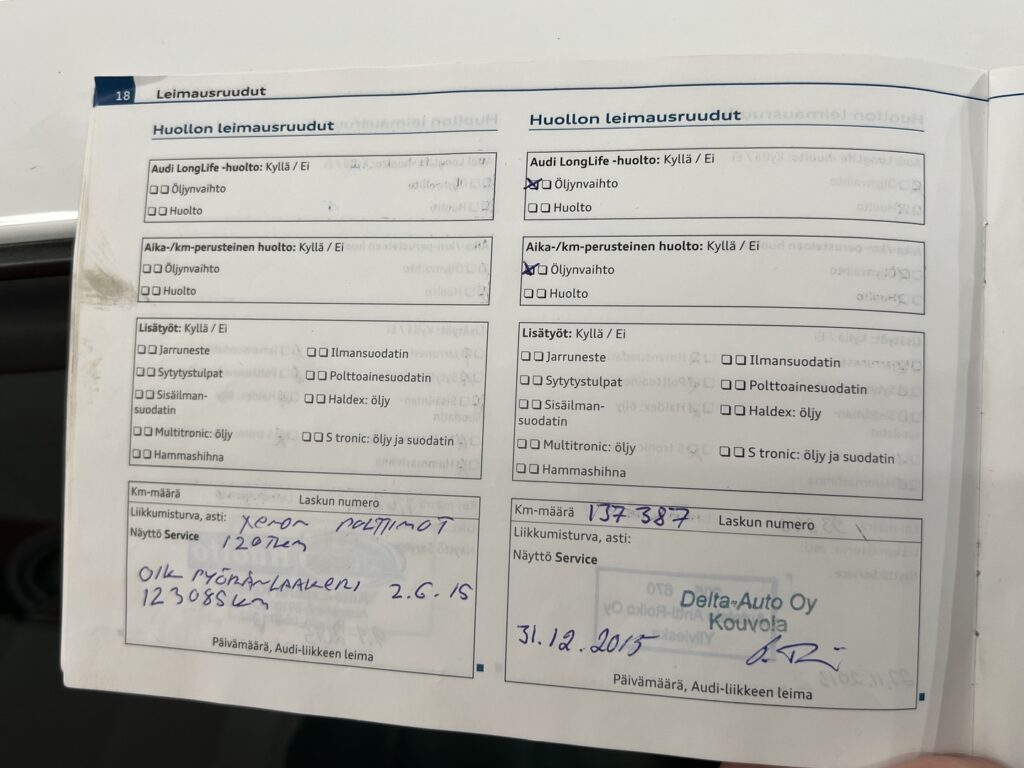 18 Leimausruudut
Huollon leimausruudut
Audi LongLife -huolto: Kyllä / Ei
Öljynvaihto
Huolto
Aika-/km-perusteinen huolto: Kyllä / Ei
Öljynvaihto
Huolto
Lisätyöt: Kyllä / Ei
Jarruneste
Ilmansuodatin
Sytytystulpat
Polttoainesuodatin
Sisäilman-
suodatin
Haldex: öljy
Multitronic: öljy
S tronic: öljy ja suodatin
Hammashihna
Km-määrä
Laskun numero
Liikkumisturva, asti: Xenon POLTTIMOT
Näyttö Service 120Tkm
OIK PYÖRÄNLAAKERI 2.6.15
123085km
Päivämäärä, Audi-liikkeen leima
Huollon leimausruudut
Audi LongLife -huolto: Kyllä / Ei
Öljynvaihto
Huolto
Aika-/km-perusteinen huolto: Kyllä / Ei
Öljynvaihto
Huolto
Lisätyöt: Kyllä / Ei
Jarruneste
Ilmansuodatin
Sytytystulpat
Polttoainesuodatin
Sisäilman-
suodatin
Haldex: öljy
Multitronic: öljy
S tronic: öljy ja suodatin
Hammashihna
Km-määrä 137 387 Laskun numero
Liikkumisturva, asti:
Näyttö Service
Delta-Auto Oy
Kouvola
31.12.2015
Päivämäärä, Audi-liikkeen leima